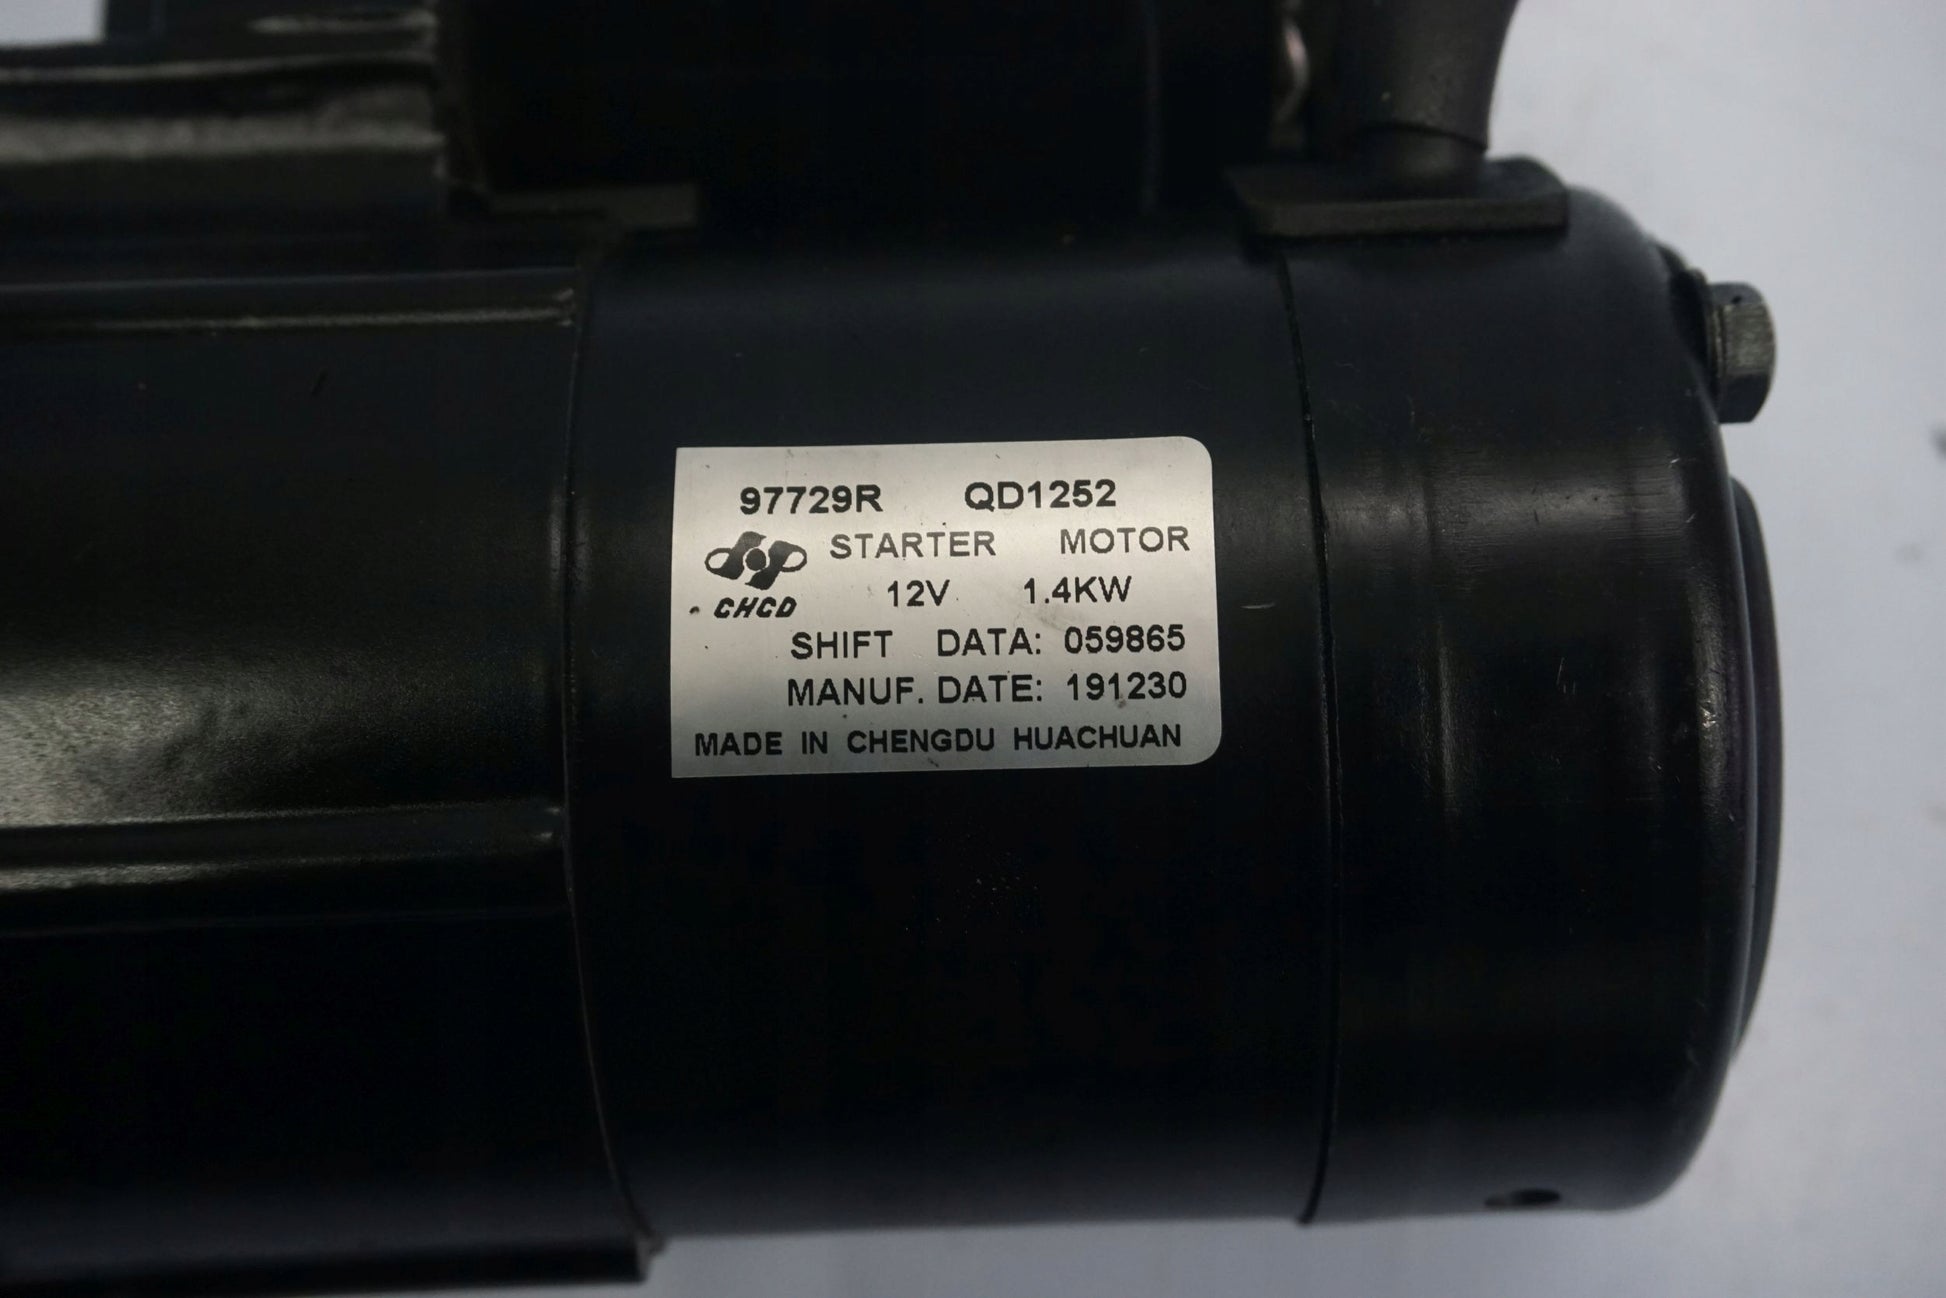 97729R QD1252
STARTER MOTOR
CHCD 12V 1.4KW
SHIFT DATA: 059865
MANUF. DATE: 191230
MADE IN CHENGDU HUACHUAN